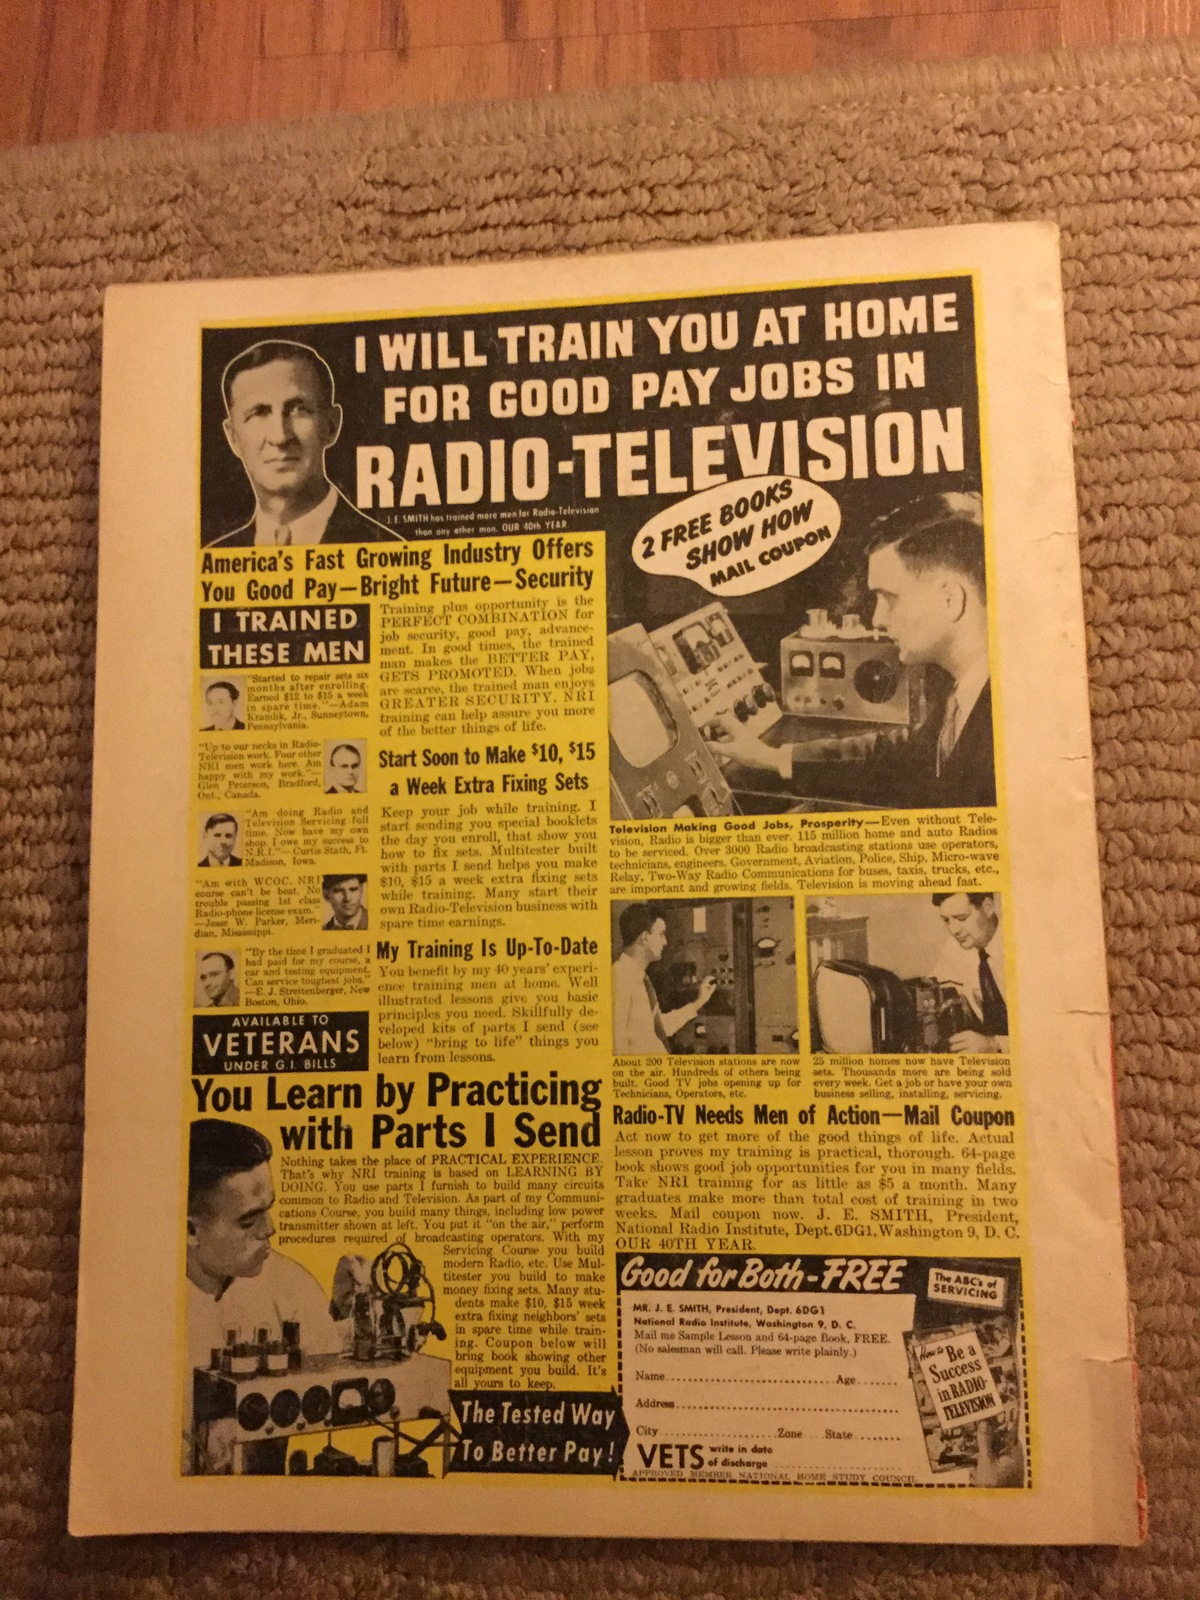 I WILL TRAIN YOU AT HOME
FOR GOOD PAY JOBS IN
RADIO-TELEVISION
J. E. SMITH has trained more men for Radio-Television
than any other man. OUR 40th YEAR
2 FREE BOOKS
SHOW HOW
MAIL COUPON
America's Fast Growing Industry Offers
You Good Pay—Bright Future—Security
I TRAINED
THESE MEN
"Started to repair sets six
months after enrolling.
Earned $12 to $15 a week
in spare time."—Adam
Kramlik, Jr., Sunneytown,
Pennsylvania.
"Up to our necks in Radio-
Television work. Four other
NRI men work here. Am
happy with my work."—
Glen Peterson, Bradford,
Ont., Canada.
"Am doing Radio and
Television Servicing full
time. Now have my own
shop. I owe my success to
N.R.I."—Curtis Stath, Ft.
Madison, Iowa.
"Am with WCOC. NRI
course can't be beat. No
trouble passing 1st class
Radio-phone license exam."
—Jesse W. Parker, Meri-
dian, Mississippi.
"By the time I graduated I
had paid for my course, a
car and testing equipment.
Can service toughest jobs."
—E. J. Streitenberger, New
Boston, Ohio.
AVAILABLE TO
VETERANS
UNDER G.I. BILLS
Training plus opportunity is the
PERFECT COMBINATION for
job security, good pay, advance-
ment. In good times, the trained
man makes the BETTER PAY,
GETS PROMOTED. When jobs
are scarce, the trained man enjoys
GREATER SECURITY. NRI
training can help assure you more
of the better things of life.
Start Soon to Make $10, $15
a Week Extra Fixing Sets
Keep your job while training. I
start sending you special booklets
the day you enroll, that show you
how to fix sets. Multitester built
with parts I send helps you make
$10, $15 a week extra fixing sets
while training. Many start their
own Radio-Television business with
spare time earnings.
My Training Is Up-To-Date
You benefit by my 40 years' experi-
ence training men at home. Well
illustrated lessons give you basic
principles you need. Skillfully de-
veloped kits of parts I send (see
below) "bring to life" things you
learn from lessons.
You Learn by Practicing
with Parts I Send
Nothing takes the place of PRACTICAL EXPERIENCE.
That's why NRI training is based on LEARNING BY
DOING. You use parts I furnish to build many circuits
common to Radio and Television. As part of my Communi-
cations Course, you build many things, including low power
transmitter shown at left. You put it "on the air," perform
procedures required of broadcasting operators. With my
Servicing Course you build
modern Radio, etc. Use Mul-
titester you build to make
money fixing sets. Many stu-
dents make $10, $15 week
extra fixing neighbors' sets
in spare time while train-
ing. Coupon below will
bring book showing other
equipment you build. It's
all yours to keep.
The Tested Way
To Better Pay!
Television Making Good Jobs, Prosperity—Even without Tele-
vision, Radio is bigger than ever. 115 million home and auto Radios
to be serviced. Over 3000 Radio broadcasting stations use operators,
technicians, engineers. Government, Aviation, Police, Ship, Micro-wave
Relay, Two-Way Radio Communications for buses, taxis, trucks, etc.,
are important and growing fields. Television is moving ahead fast.
About 200 Television stations are now
on the air. Hundreds of others being
built. Good TV jobs opening up for
Technicians, Operators, etc.
25 million homes now have Television
sets. Thousands more are being sold
every week. Get a job or have your own
business selling, installing, servicing.
Radio-TV Needs Men of Action—Mail Coupon
Act now to get more of the good things of life. Actual
lesson proves my training is practical, thorough. 64-page
book shows good job opportunities for you in many fields.
Take NRI training for as little as $5 a month. Many
graduates make more than total cost of training in two
weeks. Mail coupon now. J. E. SMITH, President,
National Radio Institute, Dept. 6DG1, Washington 9, D. C.
OUR 40TH YEAR.
Good for Both-FREE
The ABC's of
SERVICING
How to Be a
Success
in RADIO-
TELEVISION
MR. J. E. SMITH, President, Dept. 6DG1
National Radio Institute, Washington 9, D. C.
Mail me Sample Lesson and 64-page Book, FREE.
(No salesman will call. Please write plainly.)
Name.......... Age.......
Address..........
City.......... Zone.... State.........
VETS write in date
of discharge ..........
APPROVED MEMBER NATIONAL HOME STUDY COUNCIL